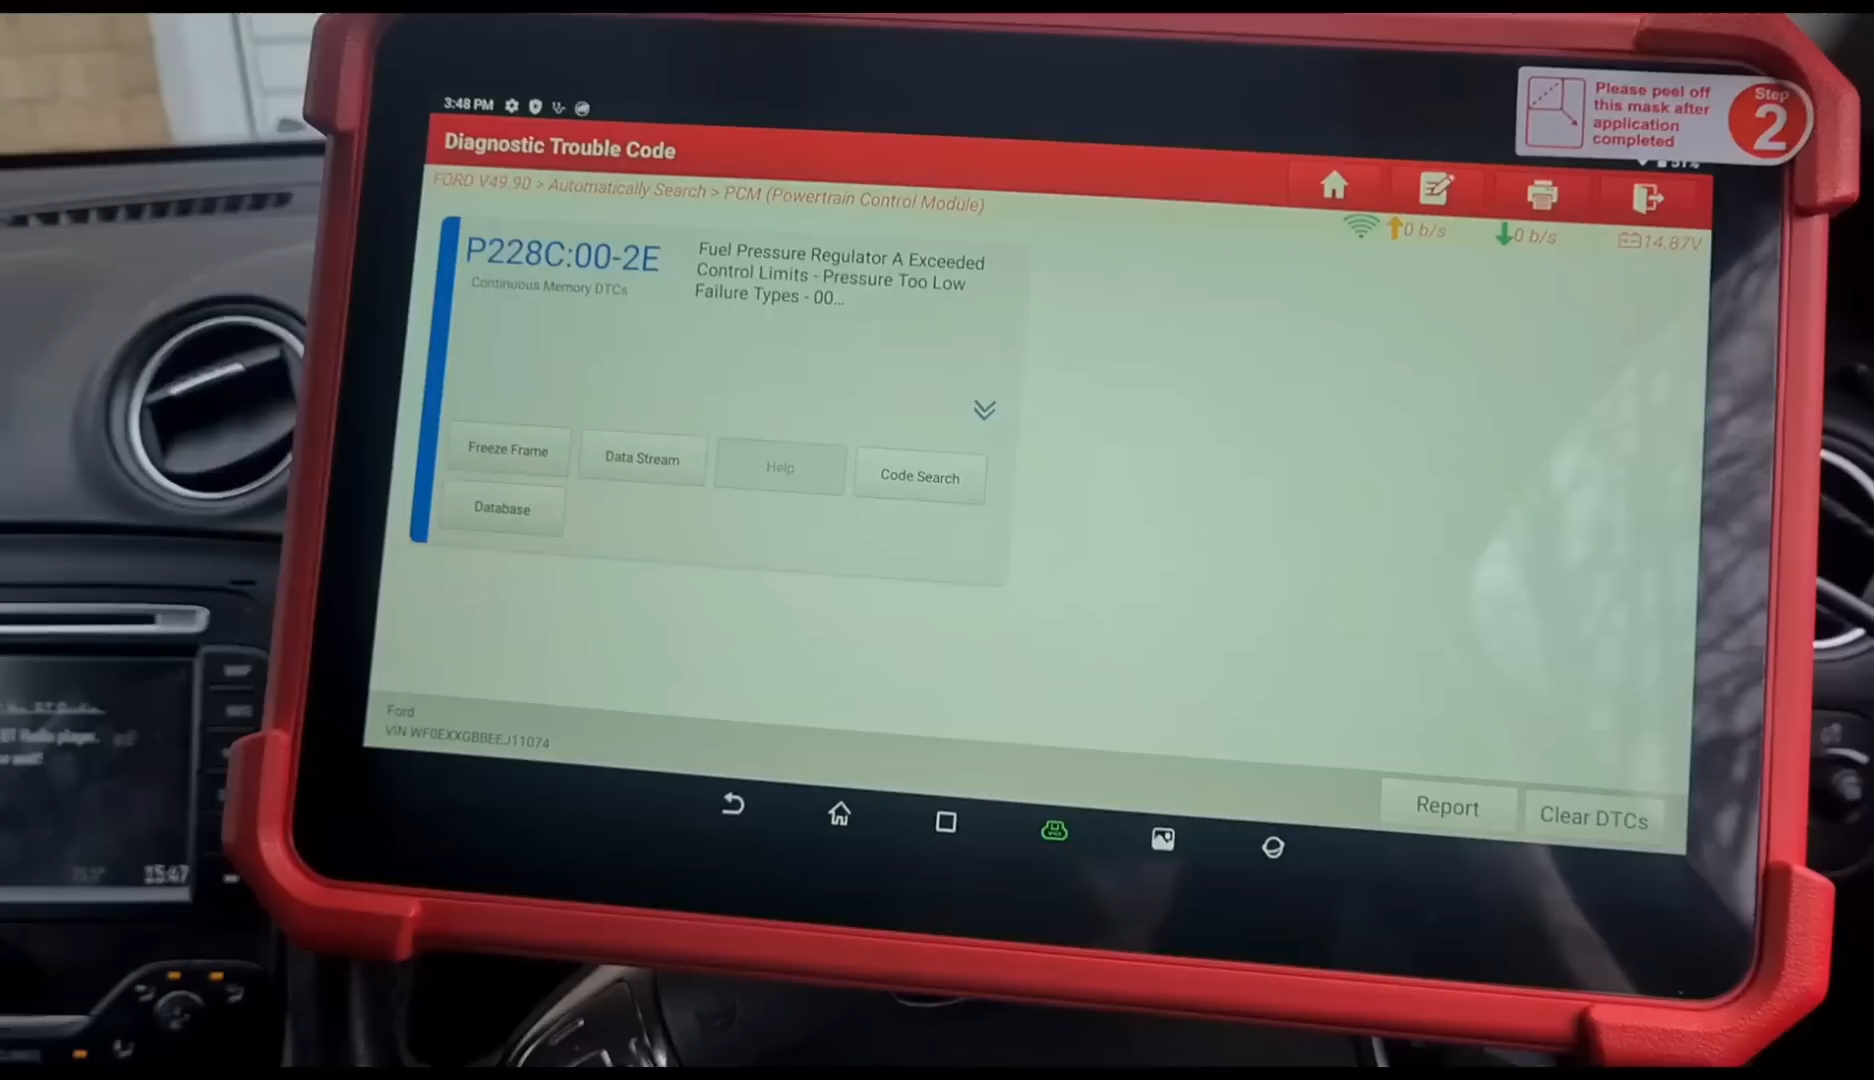 Please peel off
this mask after
application
completed
Step
2
3:48 PM
51%
Diagnostic Trouble Code
FORD V49.90 > Automatically Search > PCM (Powertrain Control Module)
0 b/s
0 b/s
14.87V
P228C:00-2E
Continuous Memory DTCs
Fuel Pressure Regulator A Exceeded
Control Limits - Pressure Too Low
Failure Types - 00...
Freeze Frame
Data Stream
Help
Code Search
Database
Ford
VIN WF0EXXGBBEEJ11074
Report
Clear DTCs
15:47